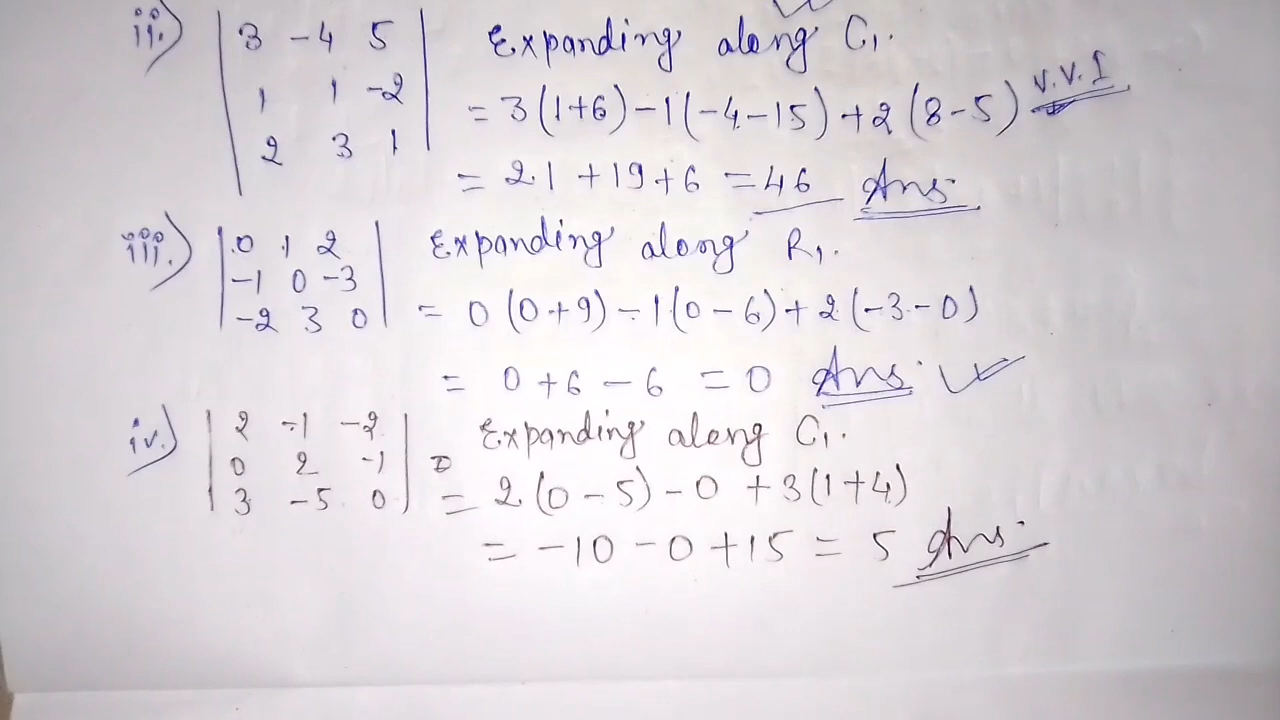 ii.) | 3 -4 5 | Expanding along C₁.
| 1 1 -2 | = 3(1+6)-1(-4-15)+2(8-5) V.V.I
| 2 3 1 |
= 21+19+6 = 46 Ans.
iii.) | 0 1 2 | Expanding along R₁.
| -1 0 -3 |
| -2 3 0 | = 0(0+9)-1(0-6)+2(-3-0)
= 0+6-6 = 0 Ans.
iv.) | 2 -1 -2 | Expanding along C₁.
| 0 2 -1 |
| 3 -5 0 | = 2(0-5)-0+3(1+4)
= -10-0+15 = 5 Ans.